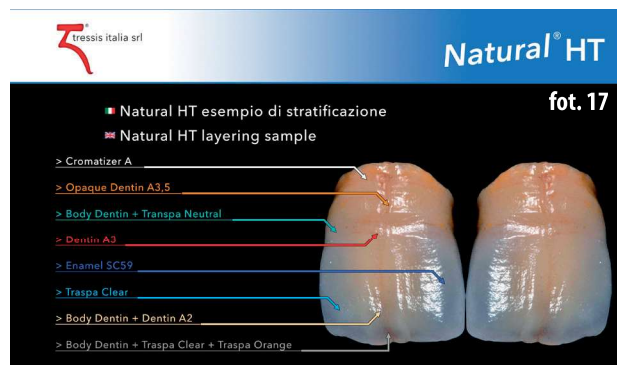 tressis italia srl
Natural® HT
fot. 17
Natural HT esempio di stratificazione
Natural HT layering sample
> Cromatizer A
> Opaque Dentin A3,5
> Body Dentin + Transpa Neutral
> Dentin A3
> Enamel SC59
> Traspa Clear
> Body Dentin + Dentin A2
> Body Dentin + Traspa Clear + Traspa Orange